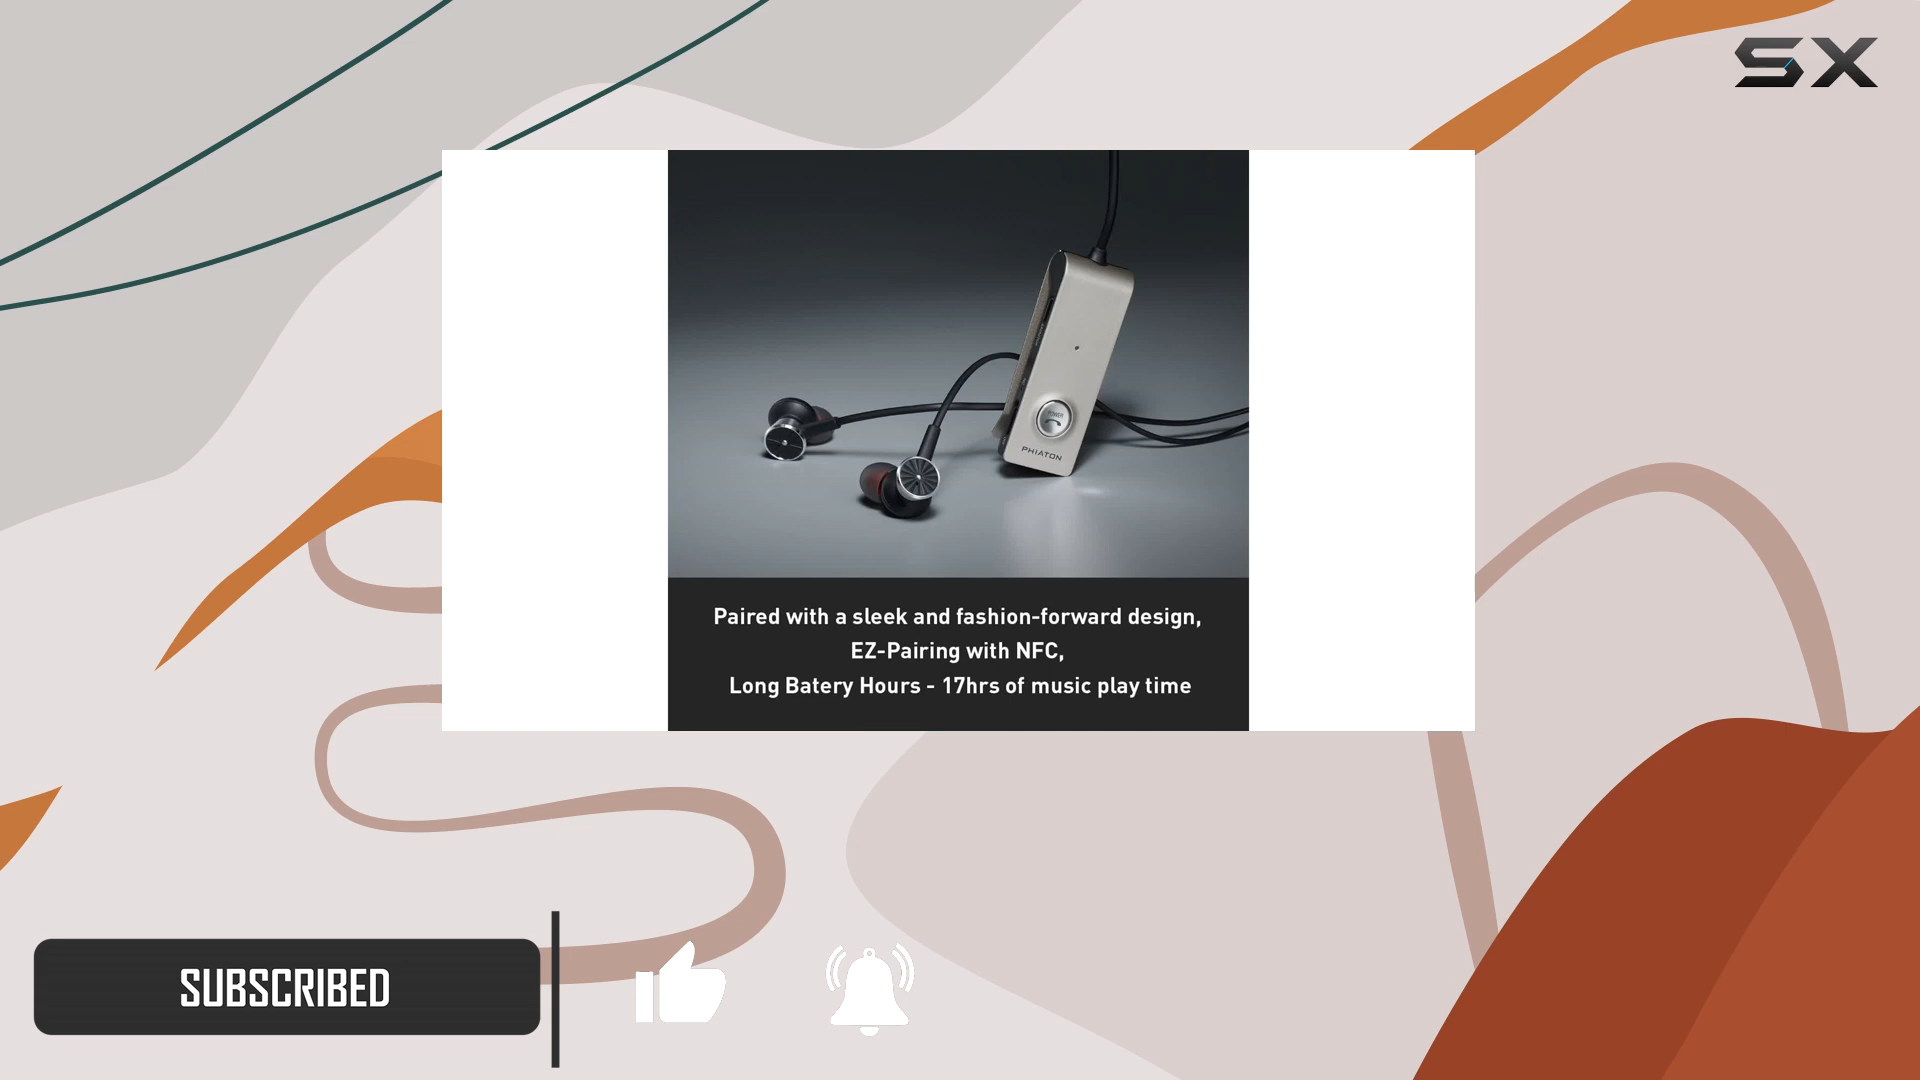 SX
POWER
PHIATON
Paired with a sleek and fashion-forward design,
EZ-Pairing with NFC,
Long Batery Hours - 17hrs of music play time
SUBSCRIBED